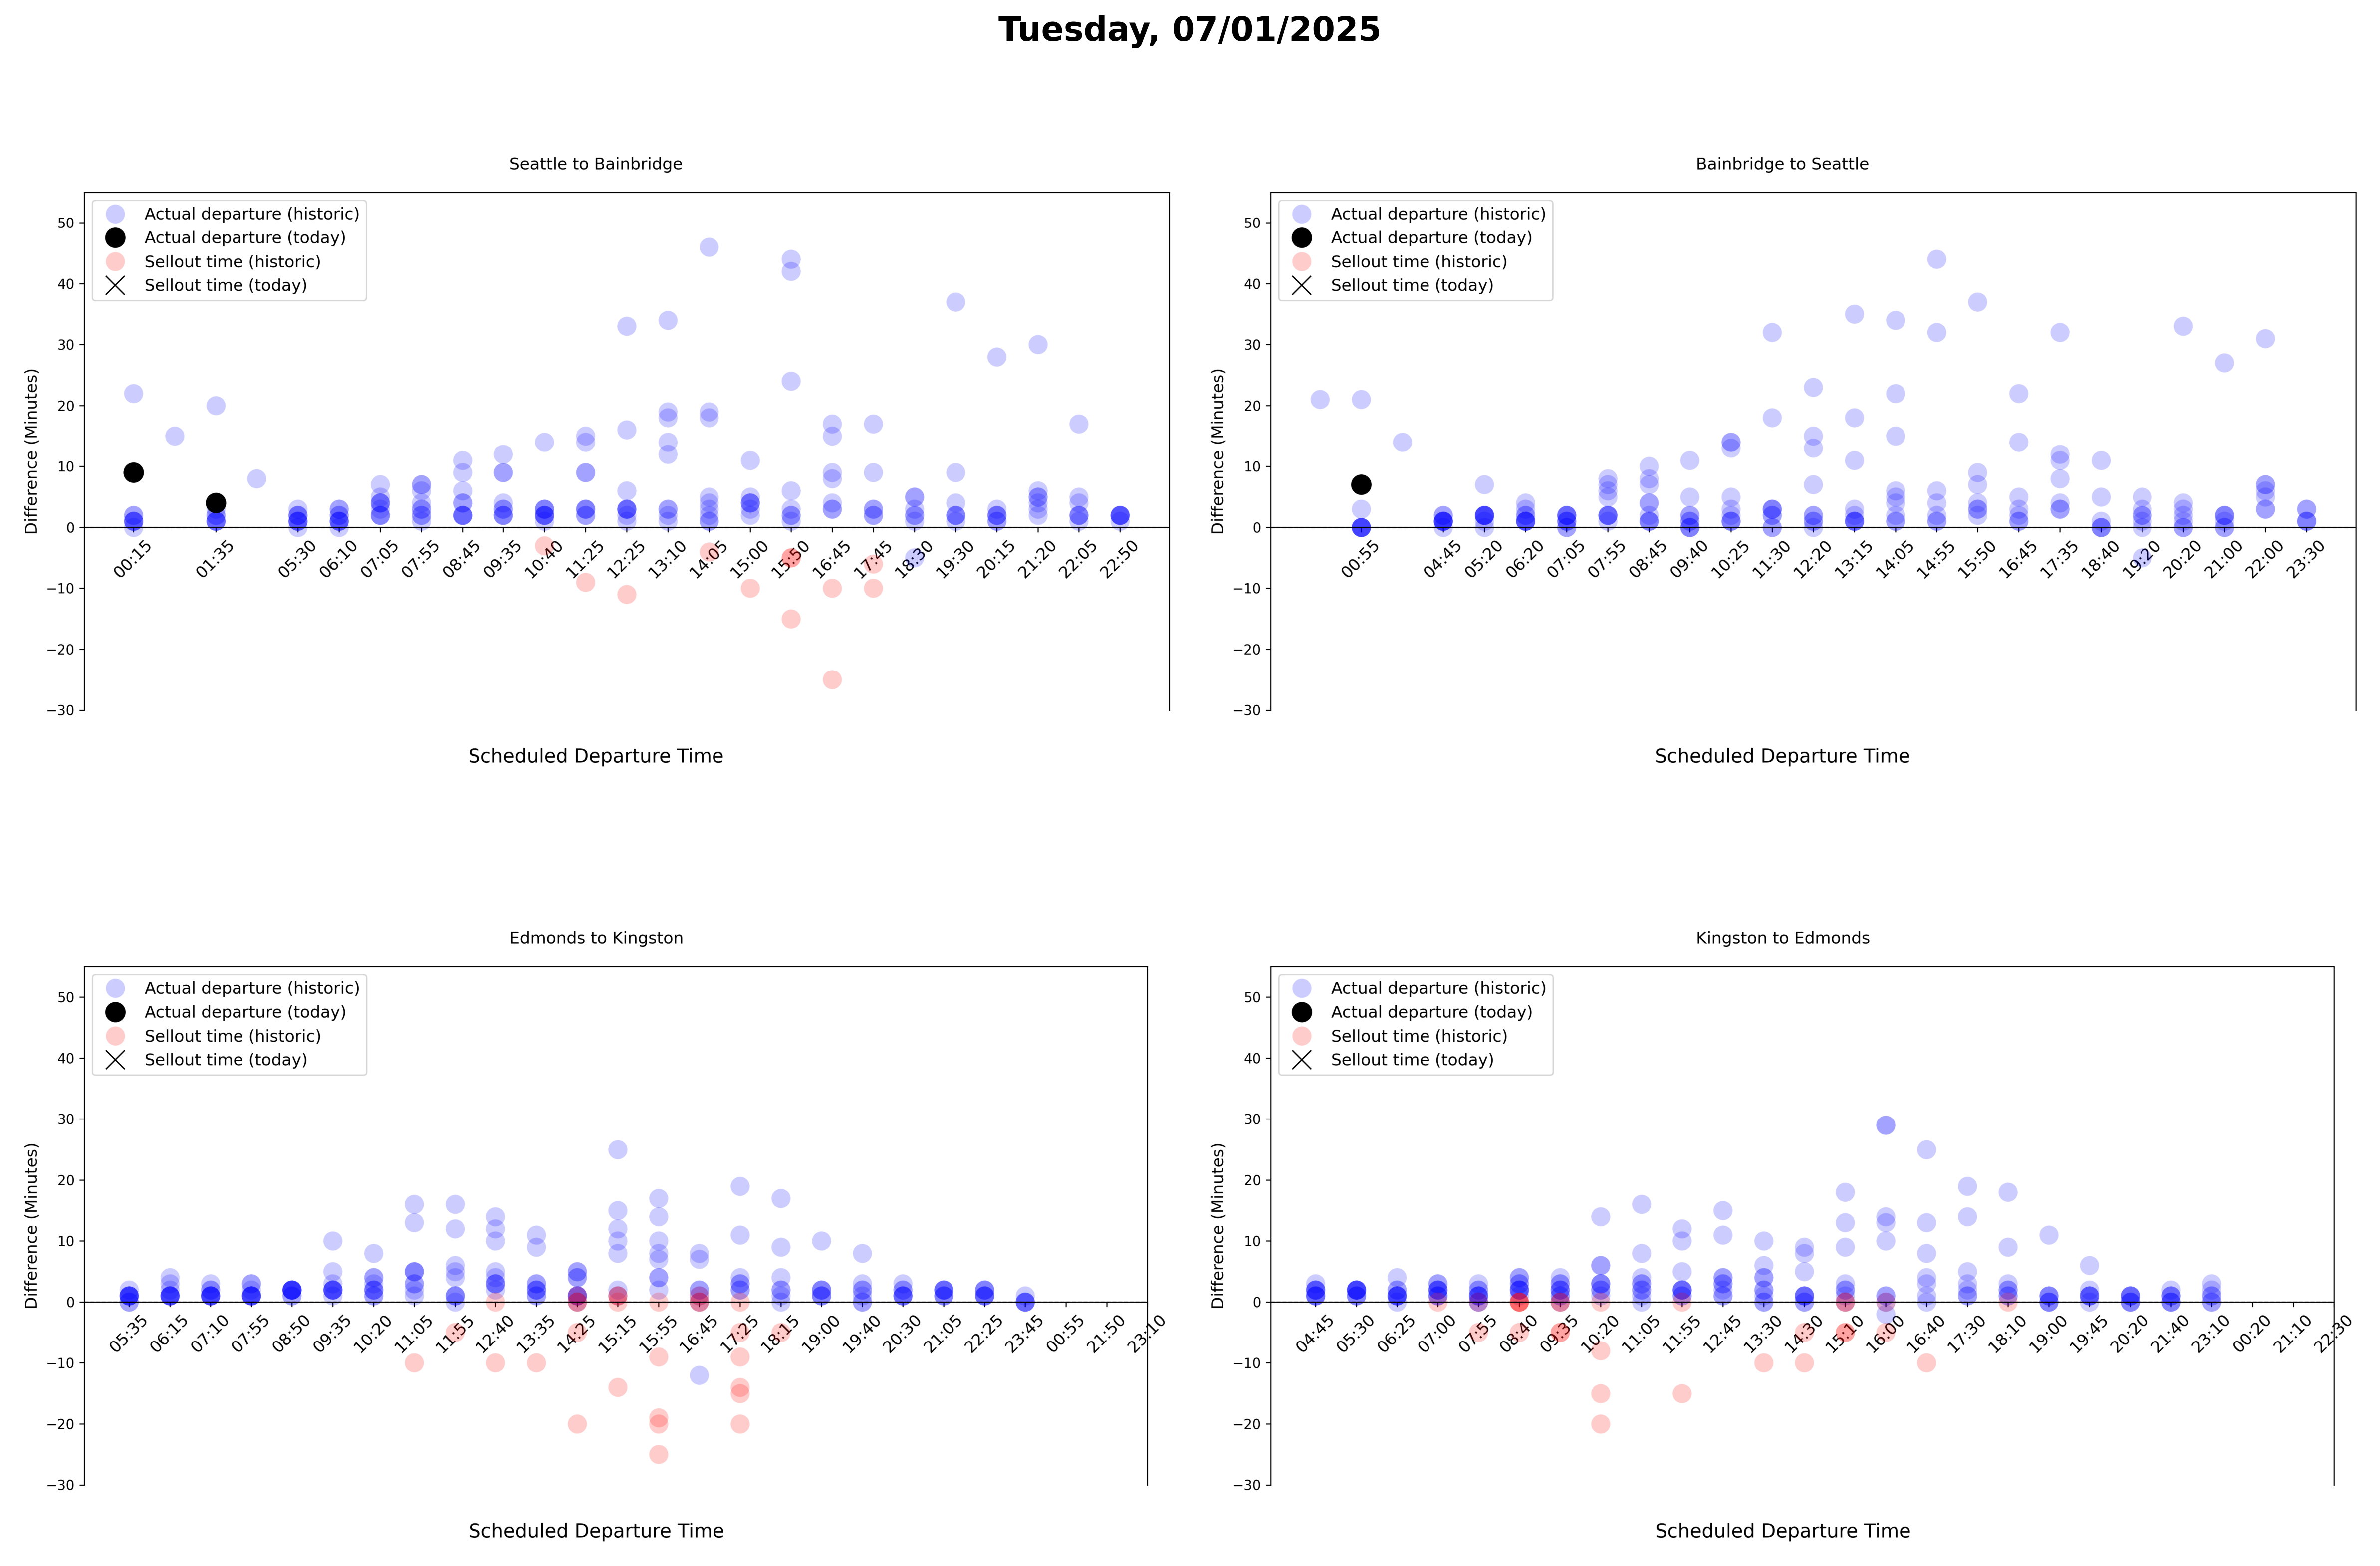 Tuesday, 07/01/2025
Seattle to Bainbridge
Actual departure (historic)
Actual departure (today)
Sellout time (historic)
Sellout time (today)
Difference (Minutes)
50
40
30
20
10
0
−10
−20
−30
00:15 01:35 05:30 06:10 07:05 07:55 08:45 09:35 10:40 11:25 12:25 13:10 14:05 15:00 15:50 16:45 17:45 18:30 19:30 20:15 21:20 22:05 22:50
Scheduled Departure Time
Bainbridge to Seattle
Actual departure (historic)
Actual departure (today)
Sellout time (historic)
Sellout time (today)
Difference (Minutes)
50
40
30
20
10
0
−10
−20
−30
00:55 04:45 05:20 06:20 07:05 07:55 08:45 09:40 10:25 11:30 12:20 13:15 14:05 14:55 15:50 16:45 17:35 18:40 19:20 20:20 21:00 22:00 23:30
Scheduled Departure Time
Edmonds to Kingston
Actual departure (historic)
Actual departure (today)
Sellout time (historic)
Sellout time (today)
Difference (Minutes)
50
40
30
20
10
0
−10
−20
−30
05:35 06:15 07:10 07:55 08:50 09:35 10:20 11:05 11:55 12:40 13:35 14:25 15:15 15:55 16:45 17:25 18:15 19:00 19:40 20:30 21:05 22:25 23:45 00:55 21:50 23:10
Scheduled Departure Time
Kingston to Edmonds
Actual departure (historic)
Actual departure (today)
Sellout time (historic)
Sellout time (today)
Difference (Minutes)
50
40
30
20
10
0
−10
−20
−30
04:45 05:30 06:25 07:00 07:55 08:40 09:35 10:20 11:05 11:55 12:45 13:30 14:30 15:10 16:00 16:40 17:30 18:10 19:00 19:45 20:20 21:40 23:10 00:20 21:10 22:30
Scheduled Departure Time